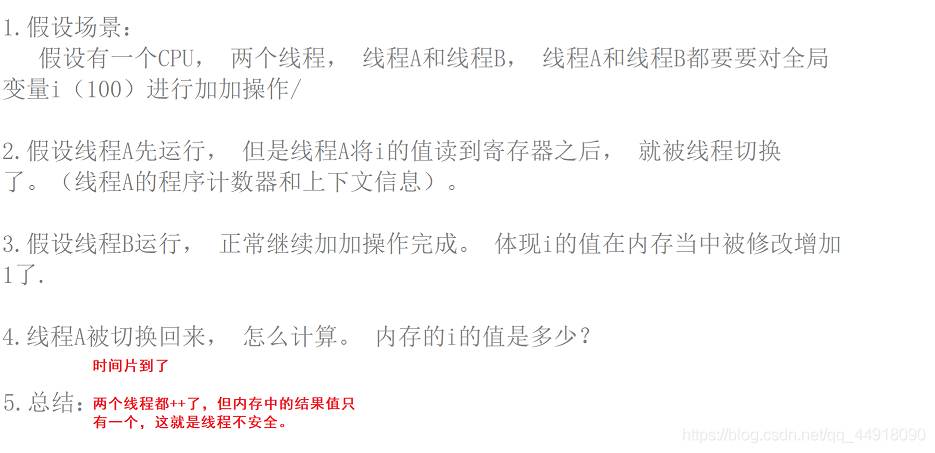 1.假设场景：
假设有一个CPU， 两个线程， 线程A和线程B， 线程A和线程B都要要对全局
变量i（100）进行加加操作/
2.假设线程A先运行， 但是线程A将i的值读到寄存器之后， 就被线程切换
了。（线程A的程序计数器和上下文信息）。
3.假设线程B运行， 正常继续加加操作完成。 体现i的值在内存当中被修改增加
1了.
4.线程A被切换回来， 怎么计算。 内存的i的值是多少？
时间片到了
5.总结：两个线程都++了，但内存中的结果值只
有一个，这就是线程不安全。
https://blog.csdn.net/qq_44918090